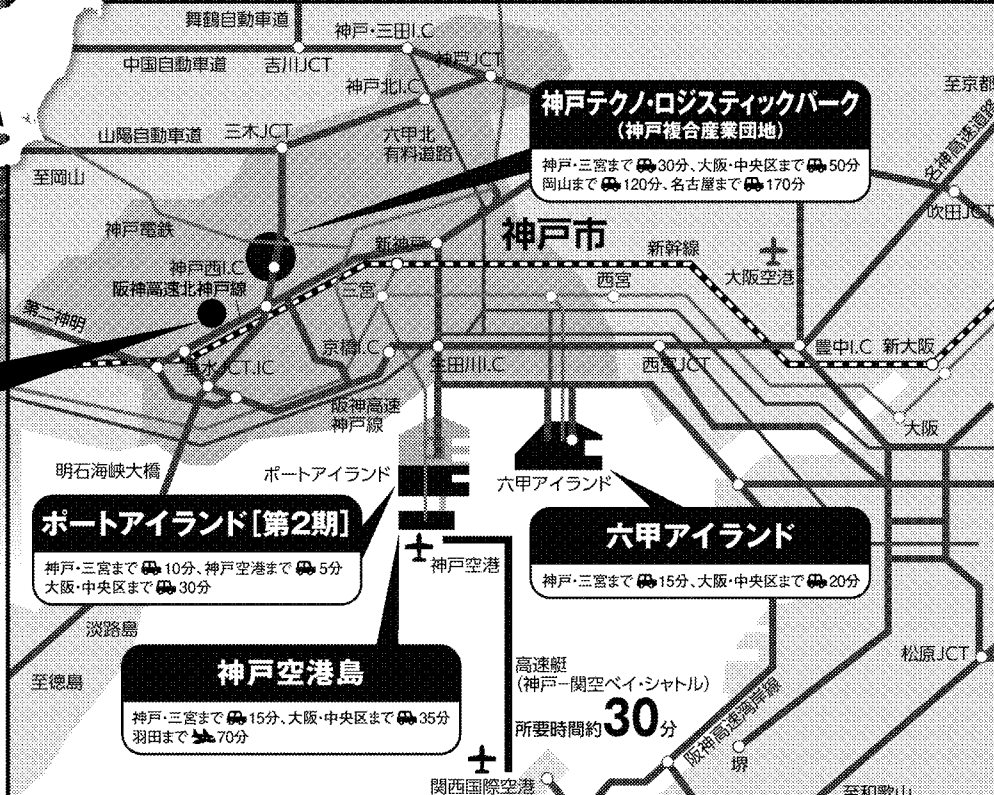 舞鶴自動車道
神戸・三田I.C
中国自動車道
吉川JCT
神戸JCT
神戸北I.C
至京都
神戸テクノ・ロジスティックパーク
(神戸複合産業団地)
神戸・三宮まで30分、大阪・中央区まで50分
岡山まで120分、名古屋まで170分
山陽自動車道
三木JCT
六甲北
有料道路
名神高速道路
至岡山
吹田JCT
神戸電鉄
新神戸
神戸市
新幹線
神戸西I.C
大阪空港
阪神高速北神戸線
三宮
西宮
第二神明
京橋I.C
生田川I.C
西宮JCT
豊中I.C
新大阪
垂水JCT.IC
阪神高速
神戸線
大阪
明石海峡大橋
ポートアイランド
六甲アイランド
ポートアイランド[第2期]
神戸・三宮まで10分、神戸空港まで5分
大阪・中央区まで30分
六甲アイランド
神戸・三宮まで15分、大阪・中央区まで20分
神戸空港
淡路島
神戸空港島
神戸・三宮まで15分、大阪・中央区まで35分
羽田まで70分
至徳島
高速艇
(神戸−関空ベイ・シャトル)
所要時間約30分
松原JCT
阪神高速湾岸線
堺
関西国際空港
至和歌山